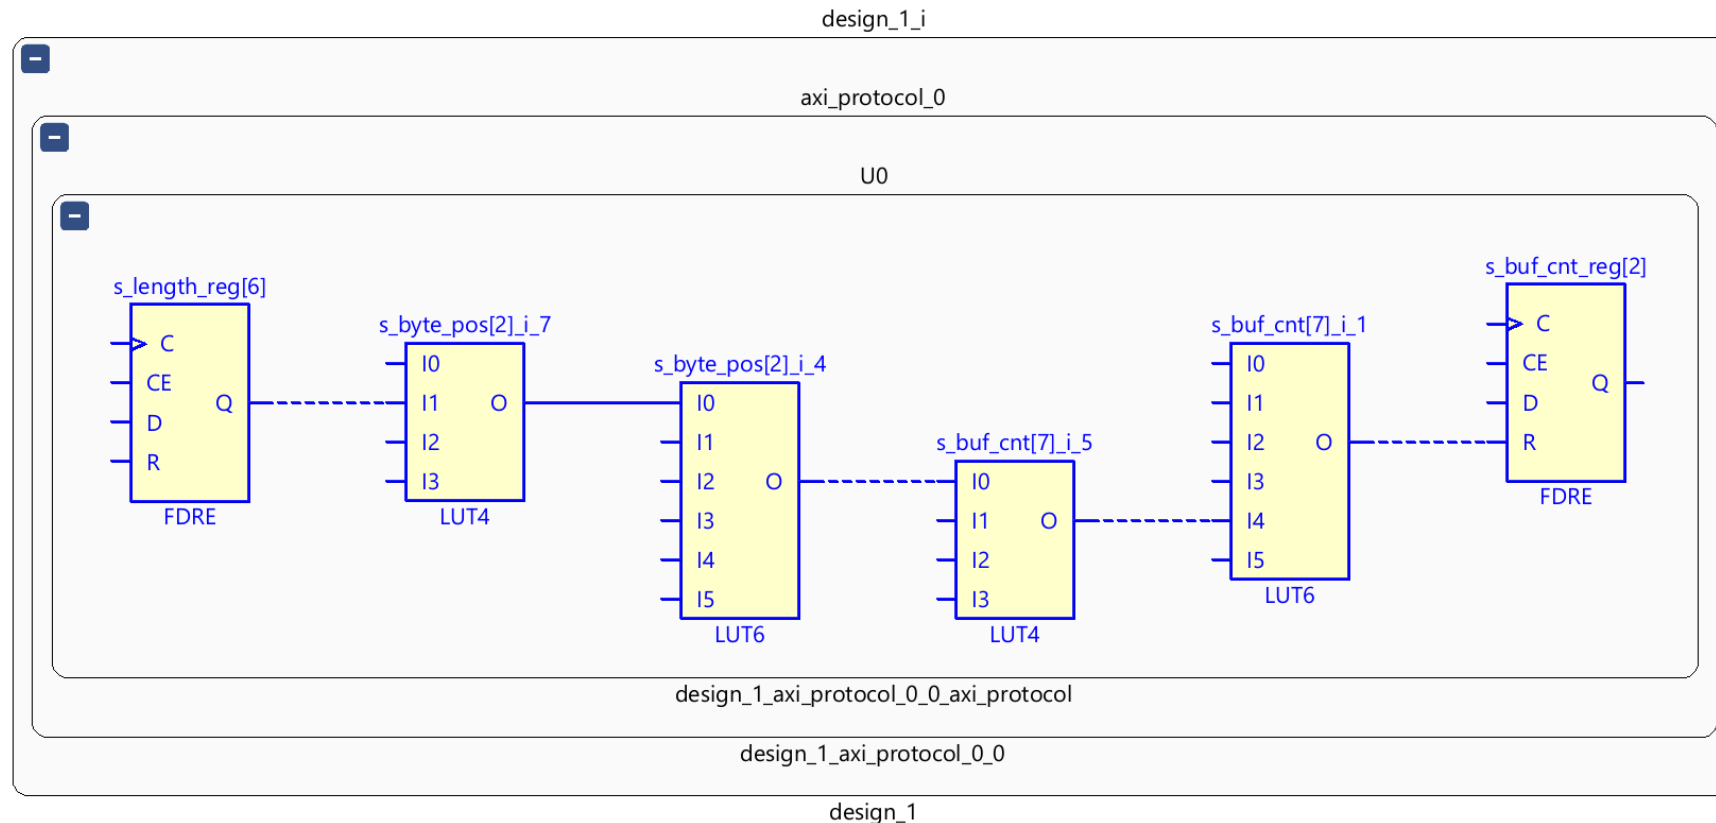 design_1_i
axi_protocol_0
U0
s_length_reg[6]
C
CE
D
R
Q
FDRE
s_byte_pos[2]_i_7
I0
I1
I2
I3
O
LUT4
s_byte_pos[2]_i_4
I0
I1
I2
I3
I4
I5
O
LUT6
s_buf_cnt[7]_i_5
I0
I1
I2
I3
O
LUT4
s_buf_cnt[7]_i_1
I0
I1
I2
I3
I4
I5
O
LUT6
s_buf_cnt_reg[2]
C
CE
D
R
Q
FDRE
design_1_axi_protocol_0_0_axi_protocol
design_1_axi_protocol_0_0
design_1